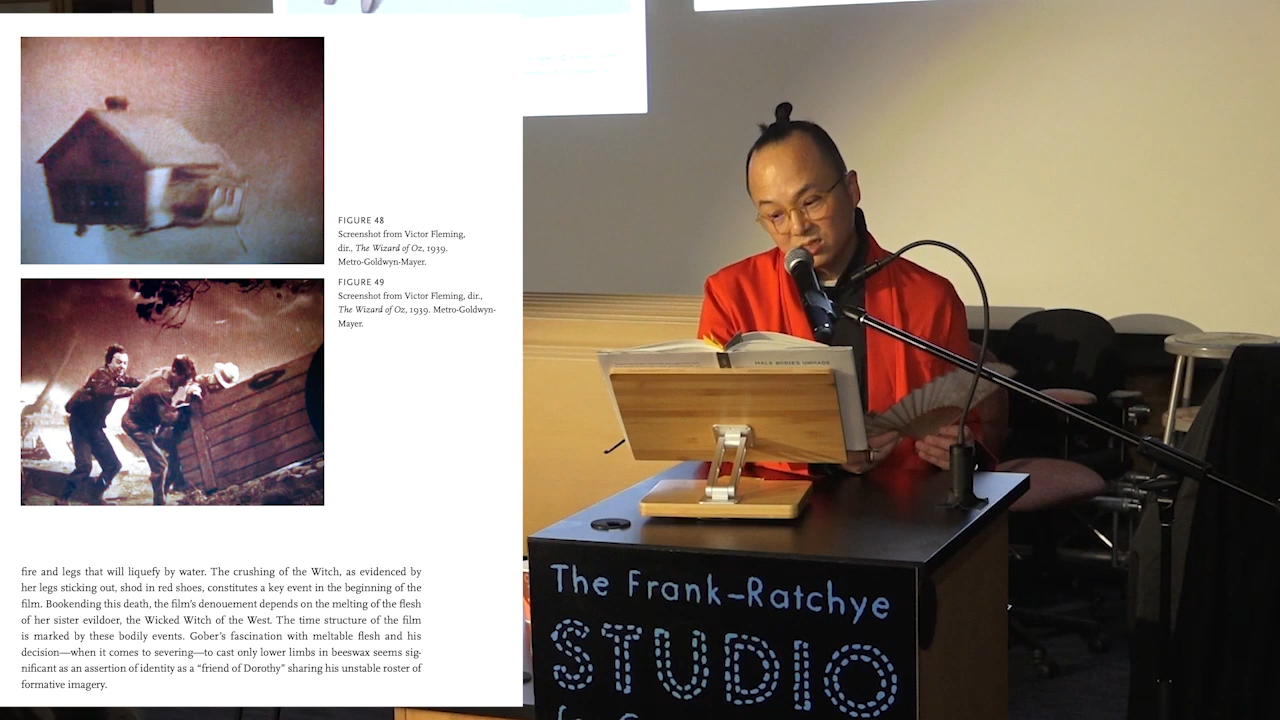 FIGURE 48
Screenshot from Victor Fleming,
dir., The Wizard of Oz, 1939.
Metro-Goldwyn-Mayer.
FIGURE 49
Screenshot from Victor Fleming, dir.,
The Wizard of Oz, 1939. Metro-Goldwyn-
Mayer.
fire and legs that will liquefy by water. The crushing of the Witch, as evidenced by
her legs sticking out, shod in red shoes, constitutes a key event in the beginning of the
film. Bookending this death, the film's denouement depends on the melting of the flesh
of her sister evildoer, the Wicked Witch of the West. The time structure of the film
is marked by these bodily events. Gober's fascination with meltable flesh and his
decision—when it comes to severing—to cast only lower limbs in beeswax seems sig-
nificant as an assertion of identity as a “friend of Dorothy” sharing his unstable roster of
formative imagery.
MALE BODIES UNMADE
The Frank-Ratchye
STUDIO